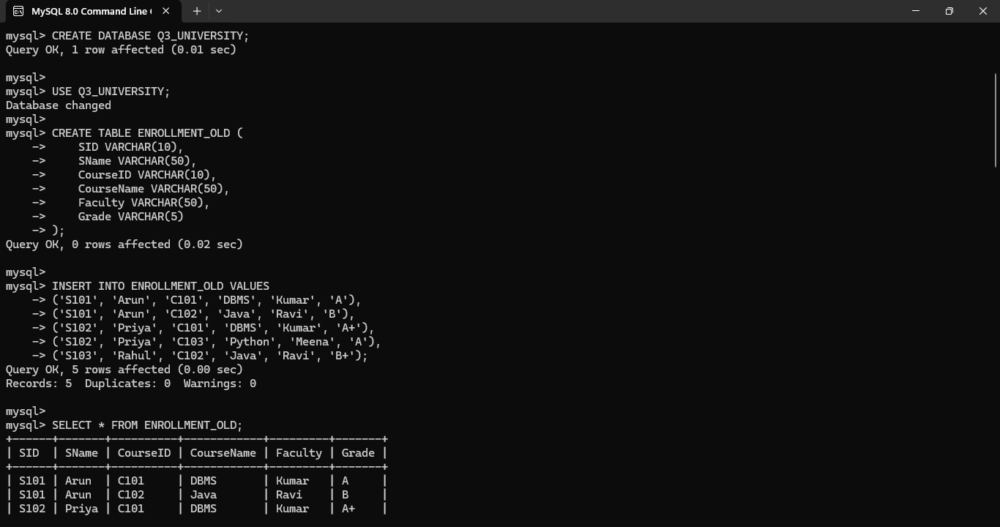 MySQL 8.0 Command Line
mysql> CREATE DATABASE Q3_UNIVERSITY;
Query OK, 1 row affected (0.01 sec)
mysql>
mysql> USE Q3_UNIVERSITY;
Database changed
mysql>
mysql> CREATE TABLE ENROLLMENT_OLD (
    ->     SID VARCHAR(10),
    ->     SName VARCHAR(50),
    ->     CourseID VARCHAR(10),
    ->     CourseName VARCHAR(50),
    ->     Faculty VARCHAR(50),
    ->     Grade VARCHAR(5)
    -> );
Query OK, 0 rows affected (0.02 sec)
mysql>
mysql> INSERT INTO ENROLLMENT_OLD VALUES
    -> ('S101', 'Arun', 'C101', 'DBMS', 'Kumar', 'A'),
    -> ('S101', 'Arun', 'C102', 'Java', 'Ravi', 'B'),
    -> ('S102', 'Priya', 'C101', 'DBMS', 'Kumar', 'A+'),
    -> ('S102', 'Priya', 'C103', 'Python', 'Meena', 'A'),
    -> ('S103', 'Rahul', 'C102', 'Java', 'Ravi', 'B+');
Query OK, 5 rows affected (0.00 sec)
Records: 5  Duplicates: 0  Warnings: 0
mysql>
mysql> SELECT * FROM ENROLLMENT_OLD;
+------+-------+----------+------------+---------+-------+
| SID  | SName | CourseID | CourseName | Faculty | Grade |
+------+-------+----------+------------+---------+-------+
| S101 | Arun  | C101     | DBMS       | Kumar   | A     |
| S101 | Arun  | C102     | Java       | Ravi    | B     |
| S102 | Priya | C101     | DBMS       | Kumar   | A+    |